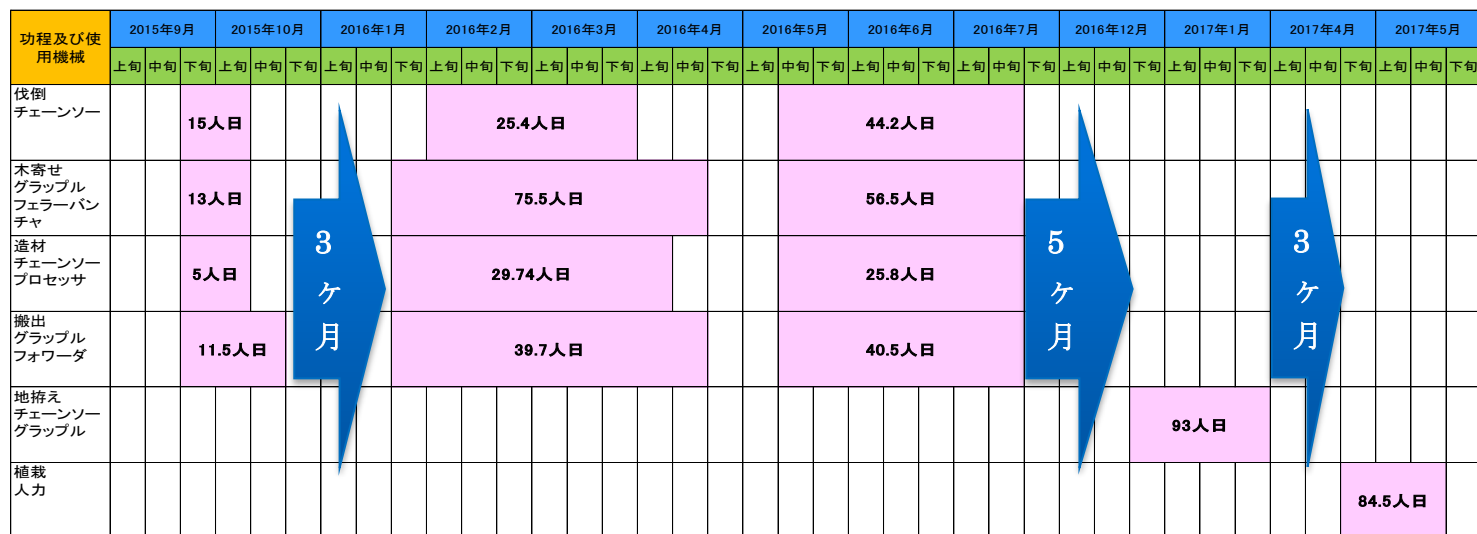 功程及び使
用機械
2015年9月
2015年10月
2016年1月
2016年2月
2016年3月
2016年4月
2016年5月
2016年6月
2016年7月
2016年12月
2017年1月
2017年4月
2017年5月
上旬 中旬 下旬 上旬 中旬 下旬 上旬 中旬 下旬 上旬 中旬 下旬 上旬 中旬 下旬 上旬 中旬 下旬 上旬 中旬 下旬 上旬 中旬 下旬 上旬 中旬 下旬 上旬 中旬 下旬 上旬 中旬 下旬 上旬 中旬 下旬 上旬 中旬 下旬
伐倒
チェーンソー
15人日
25.4人日
44.2人日
木寄せ
グラップル
フェラーバン
チャ
13人日
75.5人日
56.5人日
造材
チェーンソー
プロセッサ
5人日
29.74人日
25.8人日
搬出
グラップル
フォワーダ
11.5人日
39.7人日
40.5人日
地拵え
チェーンソー
グラップル
93人日
植栽
人力
84.5人日
3ヶ月
5ヶ月
3ヶ月